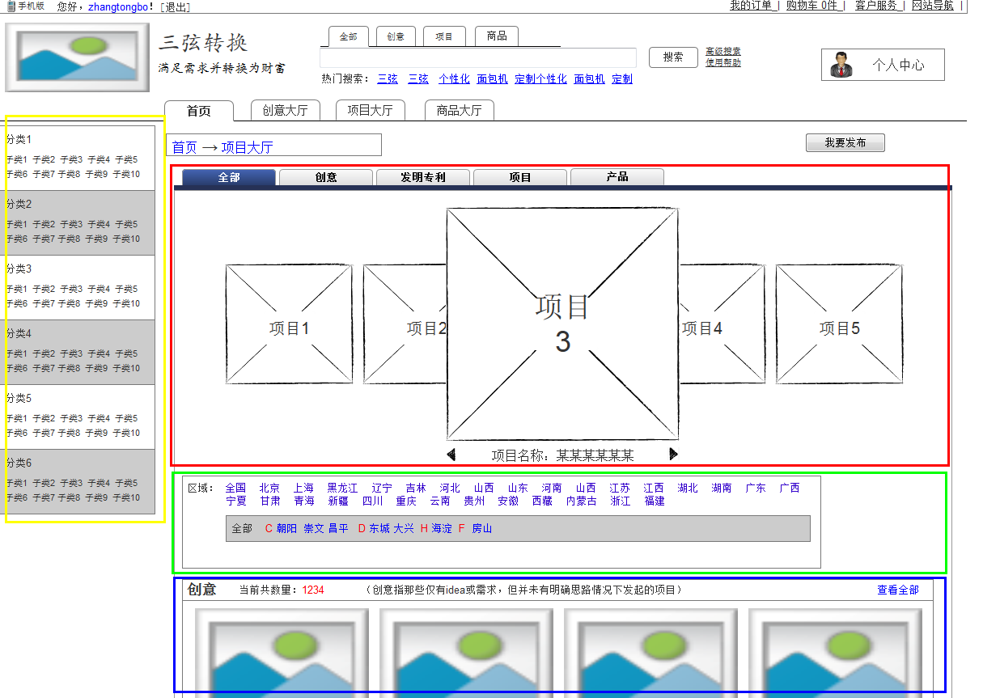 手机版 您好，zhangtongbo！[退出] 我的订单 | 购物车 0件 | 客户服务 | 网站导航 |
三弦转换
满足需求并转换为财富
全部 创意 项目 商品
搜索
高级搜索
使用帮助
个人中心
热门搜索： 三弦 三弦 个性化 面包机 定制个性化 面包机 定制
首页 创意大厅 项目大厅 商品大厅
首页 → 项目大厅
我要发布
分类1
子类1 子类2 子类3 子类4 子类5
子类6 子类7 子类8 子类9 子类10
分类2
子类1 子类2 子类3 子类4 子类5
子类6 子类7 子类8 子类9 子类10
分类3
子类1 子类2 子类3 子类4 子类5
子类6 子类7 子类8 子类9 子类10
分类4
子类1 子类2 子类3 子类4 子类5
子类6 子类7 子类8 子类9 子类10
分类5
子类1 子类2 子类3 子类4 子类5
子类6 子类7 子类8 子类9 子类10
分类6
子类1 子类2 子类3 子类4 子类5
子类6 子类7 子类8 子类9 子类10
全部 创意 发明专利 项目 产品
项目1
项目2
项目
3
项目4
项目5
项目名称：某某某某某某
区域： 全国 北京 上海 黑龙江 辽宁 吉林 河北 山西 山东 河南 山西 江苏 江西 湖北 湖南 广东 广西
宁夏 甘肃 青海 新疆 四川 重庆 云南 贵州 安徽 西藏 内蒙古 浙江 福建
全部 C 朝阳 崇文 昌平 D 东城 大兴 H 海淀 F 房山
创意 当前共数量：1234 （创意指那些仅有idea或需求，但并未有明确思路情况下发起的项目） 查看全部